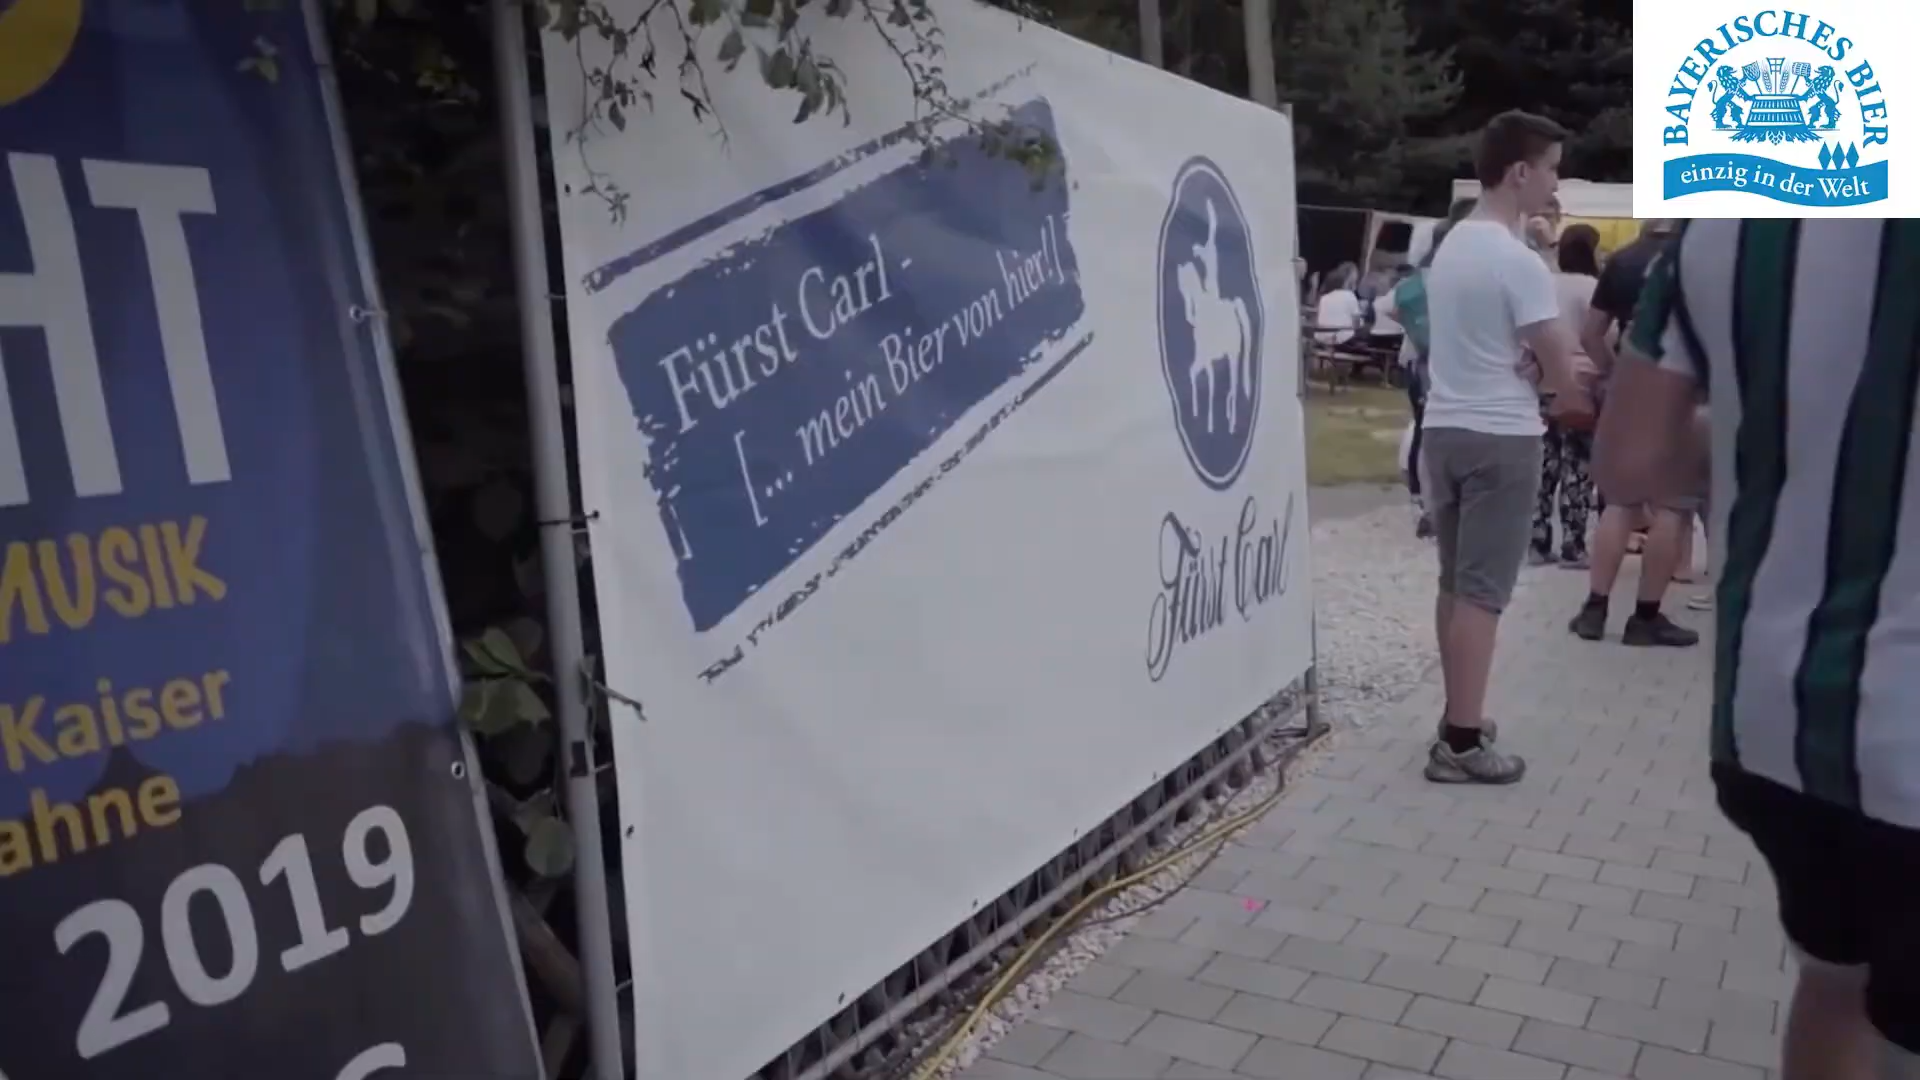 HT
MUSIK
Kaiser
ahne
2019
Fürst Carl -
[... mein Bier von hier!]
Fürst Carl
BAYERISCHES BIER
einzig in der Welt